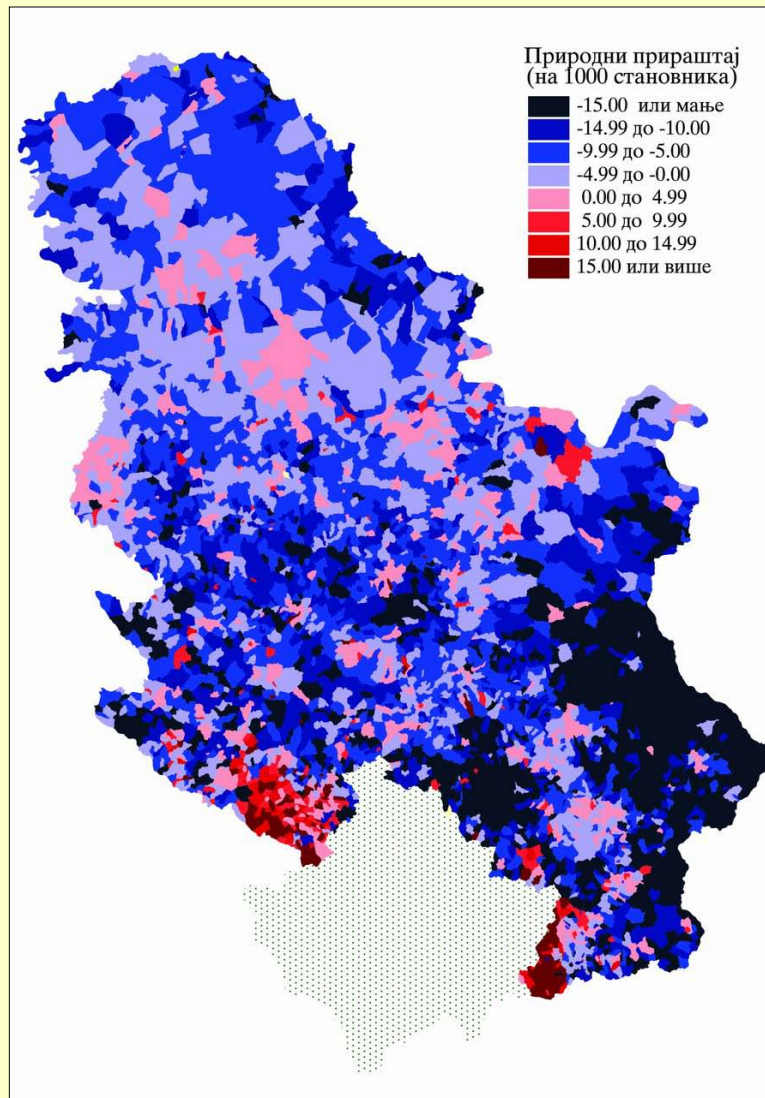 Природни прираштај
(на 1000 становника)
-15.00 или мање
-14.99 до -10.00
-9.99 до -5.00
-4.99 до -0.00
0.00 до 4.99
5.00 до 9.99
10.00 до 14.99
15.00 или више